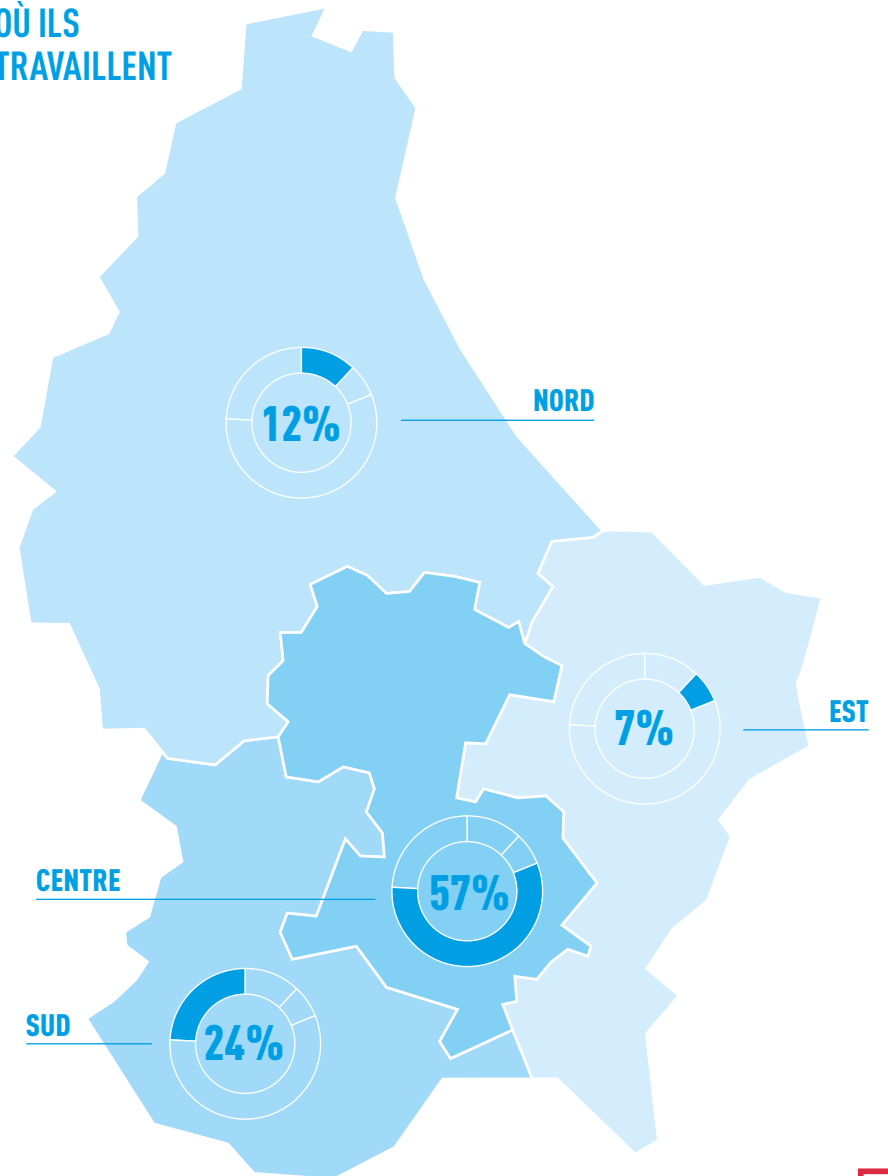 OÙ ILS
TRAVAILLENT
12%
NORD
7%
EST
CENTRE
57%
SUD
24%